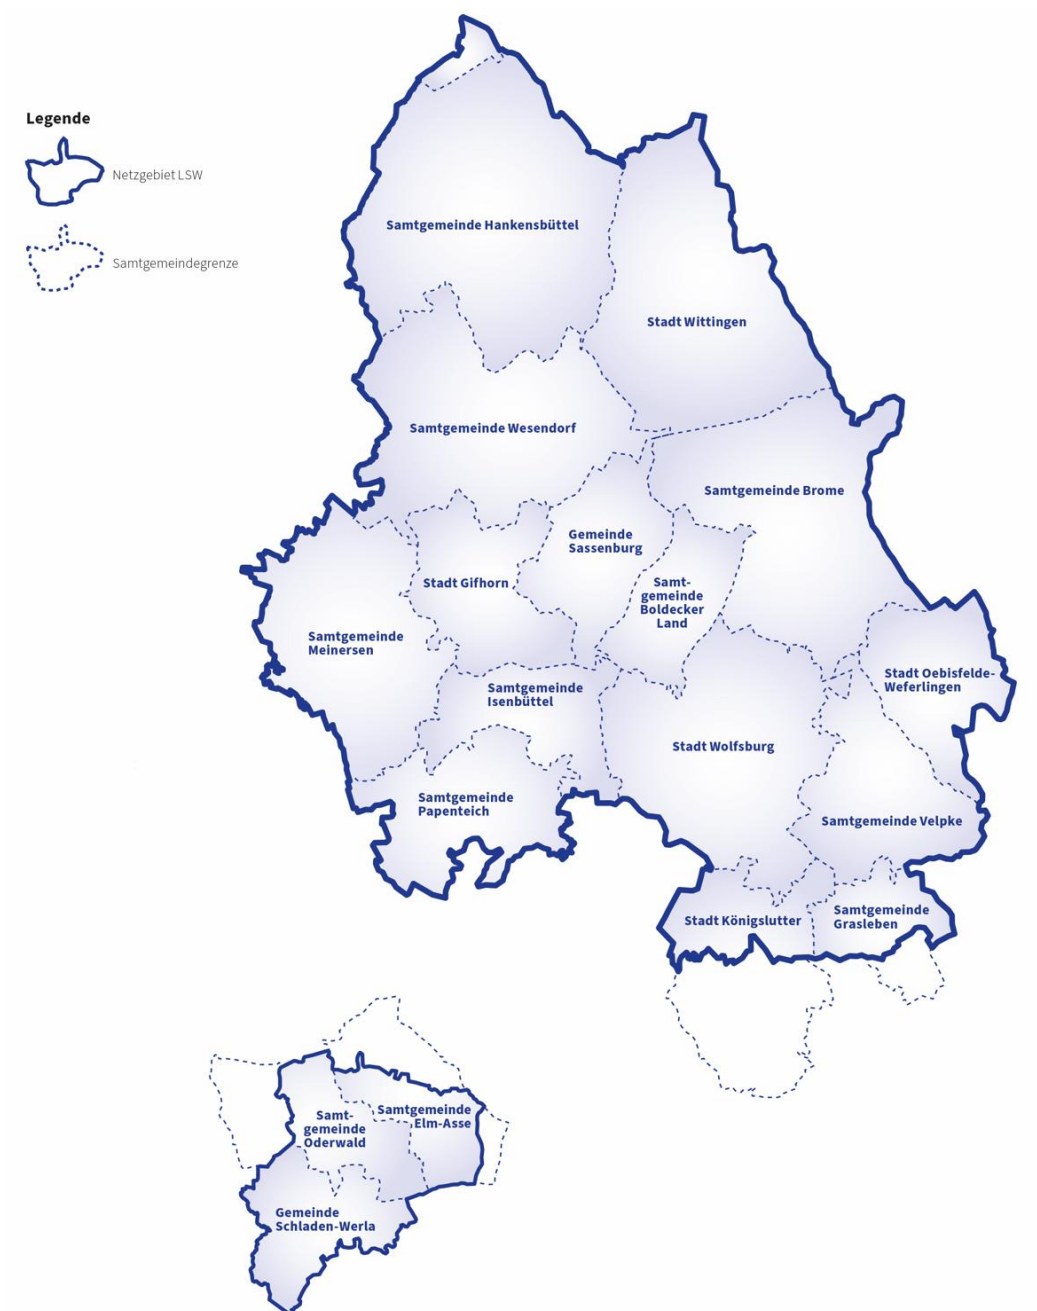 Legende
Netzgebiet LSW
Samtgemeindegrenze
Samtgemeinde Hankensbüttel
Stadt Wittingen
Samtgemeinde Wesendorf
Samtgemeinde Brome
Gemeinde
Sassenburg
Stadt Gifhorn
Samt-
gemeinde
Boldecker
Land
Samtgemeinde
Meinersen
Stadt Oebisfelde-
Weferlingen
Samtgemeinde
Isenbüttel
Stadt Wolfsburg
Samtgemeinde
Papenteich
Samtgemeinde Velpke
Stadt Königslutter
Samtgemeinde
Grasleben
Samt-
gemeinde
Oderwald
Samtgemeinde
Elm-Asse
Gemeinde
Schladen-Werla